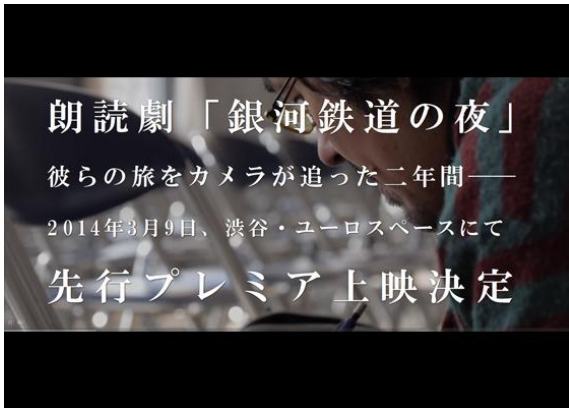 朗読劇「銀河鉄道の夜」
彼らの旅をカメラが追った二年間――
2014年3月9日、渋谷・ユーロスペースにて
先行プレミア上映決定